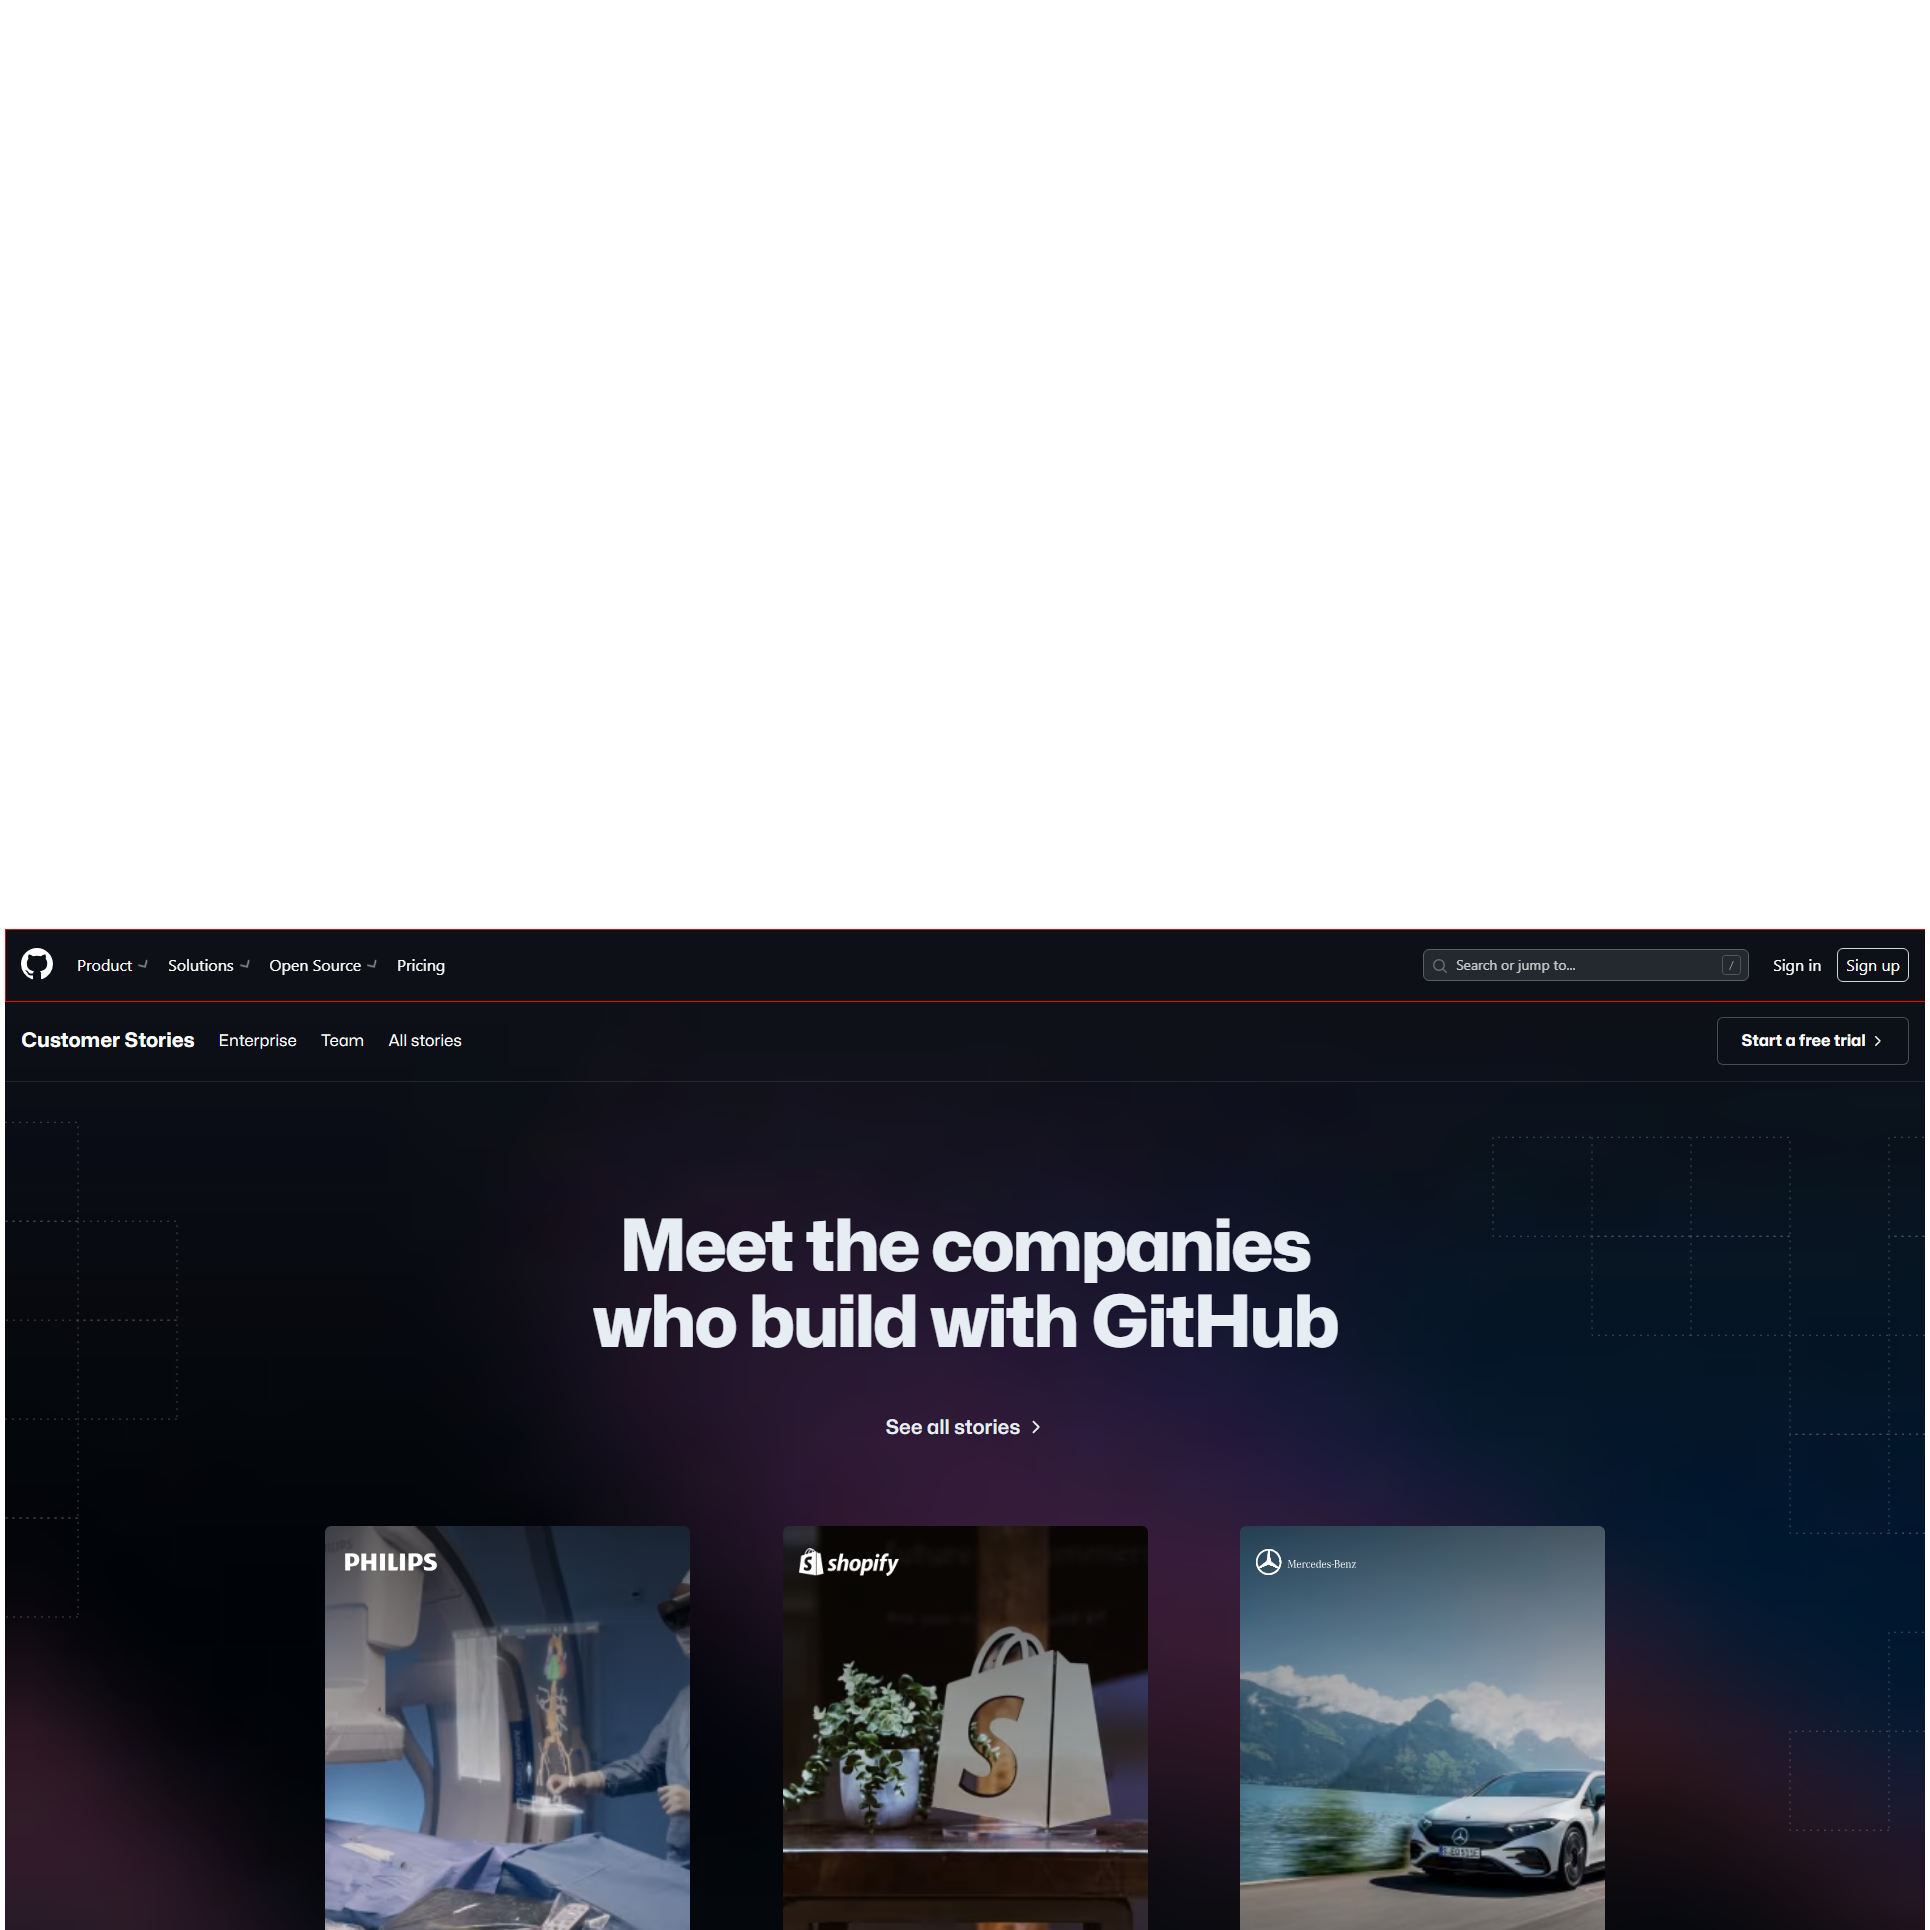 Product
Solutions
Open Source
Pricing
Search or jump to...
/
Sign in
Sign up
Customer Stories
Enterprise
Team
All stories
Start a free trial
Meet the companies
who build with GitHub
See all stories
PHILIPS
shopify
Mercedes-Benz
S